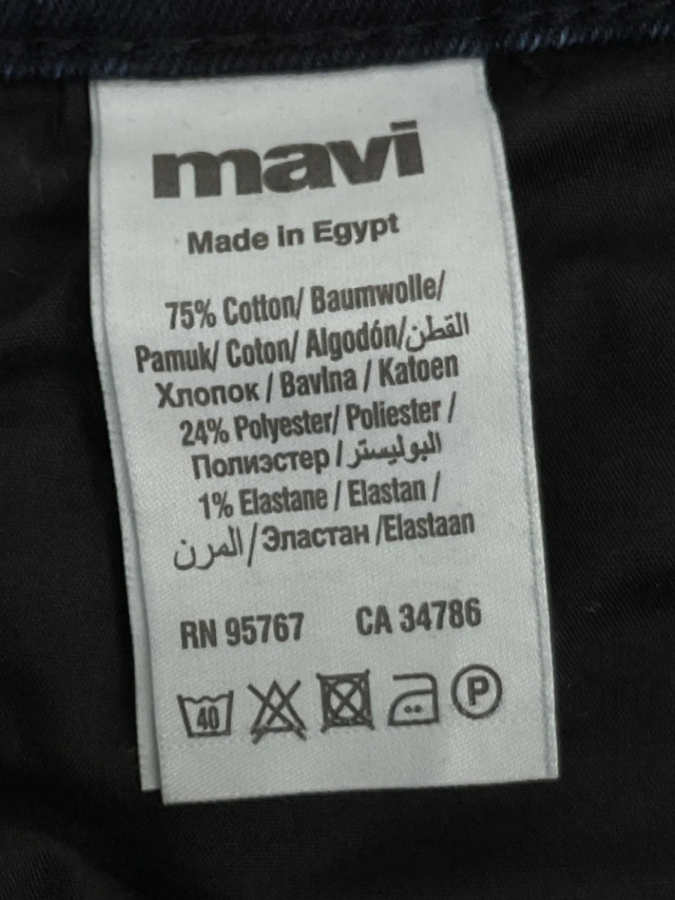 mavi
Made in Egypt
75% Cotton/ Baumwolle/
Pamuk/ Coton/ Algodón/القطن
Хлопок / Bavlna / Katoen
24% Polyester/ Poliester /
Полиэстер / البوليستر
1% Elastane / Elastan /
المرن/Эластан /Elastaan
RN 95767 CA 34786
40 P